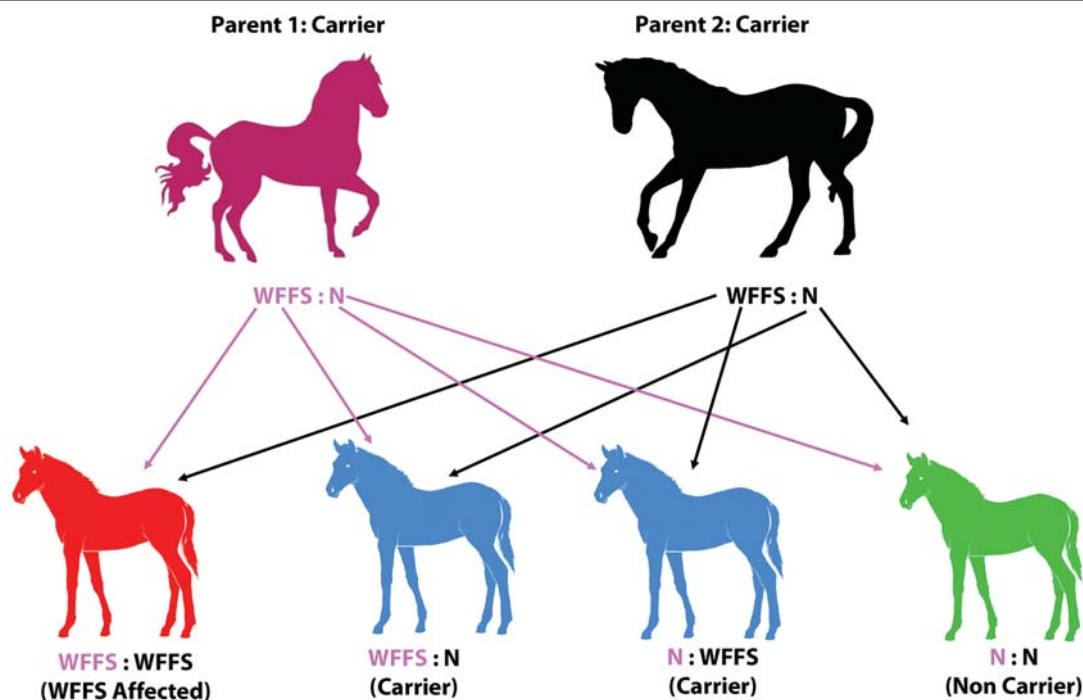 Parent 1: Carrier
Parent 2: Carrier
WFFS : N
WFFS : N
WFFS : WFFS
(WFFS Affected)
WFFS : N
(Carrier)
N : WFFS
(Carrier)
N : N
(Non Carrier)